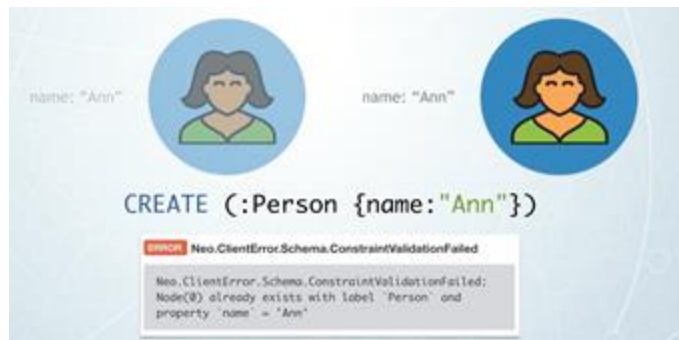 name: "Ann"
name: "Ann"
CREATE (:Person {name:"Ann"})
ERROR Neo.ClientError.Schema.ConstraintValidationFailed
Neo.ClientError.Schema.ConstraintValidationFailed:
Node(0) already exists with label `Person` and
property `name` = "Ann"